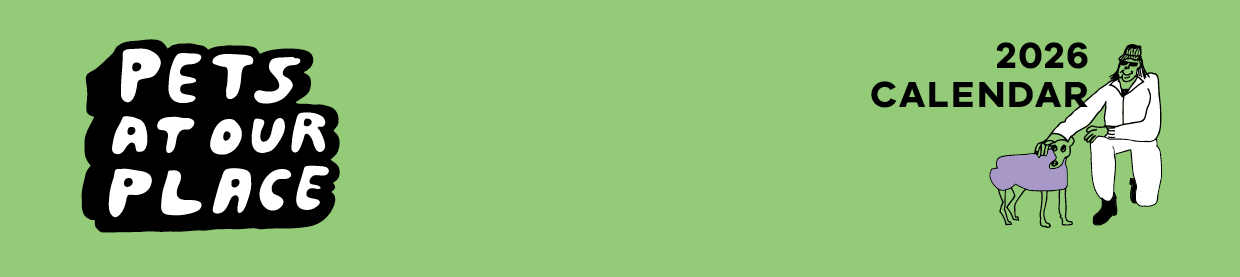 PETS
AT OUR
PLACE
2026
CALENDAR